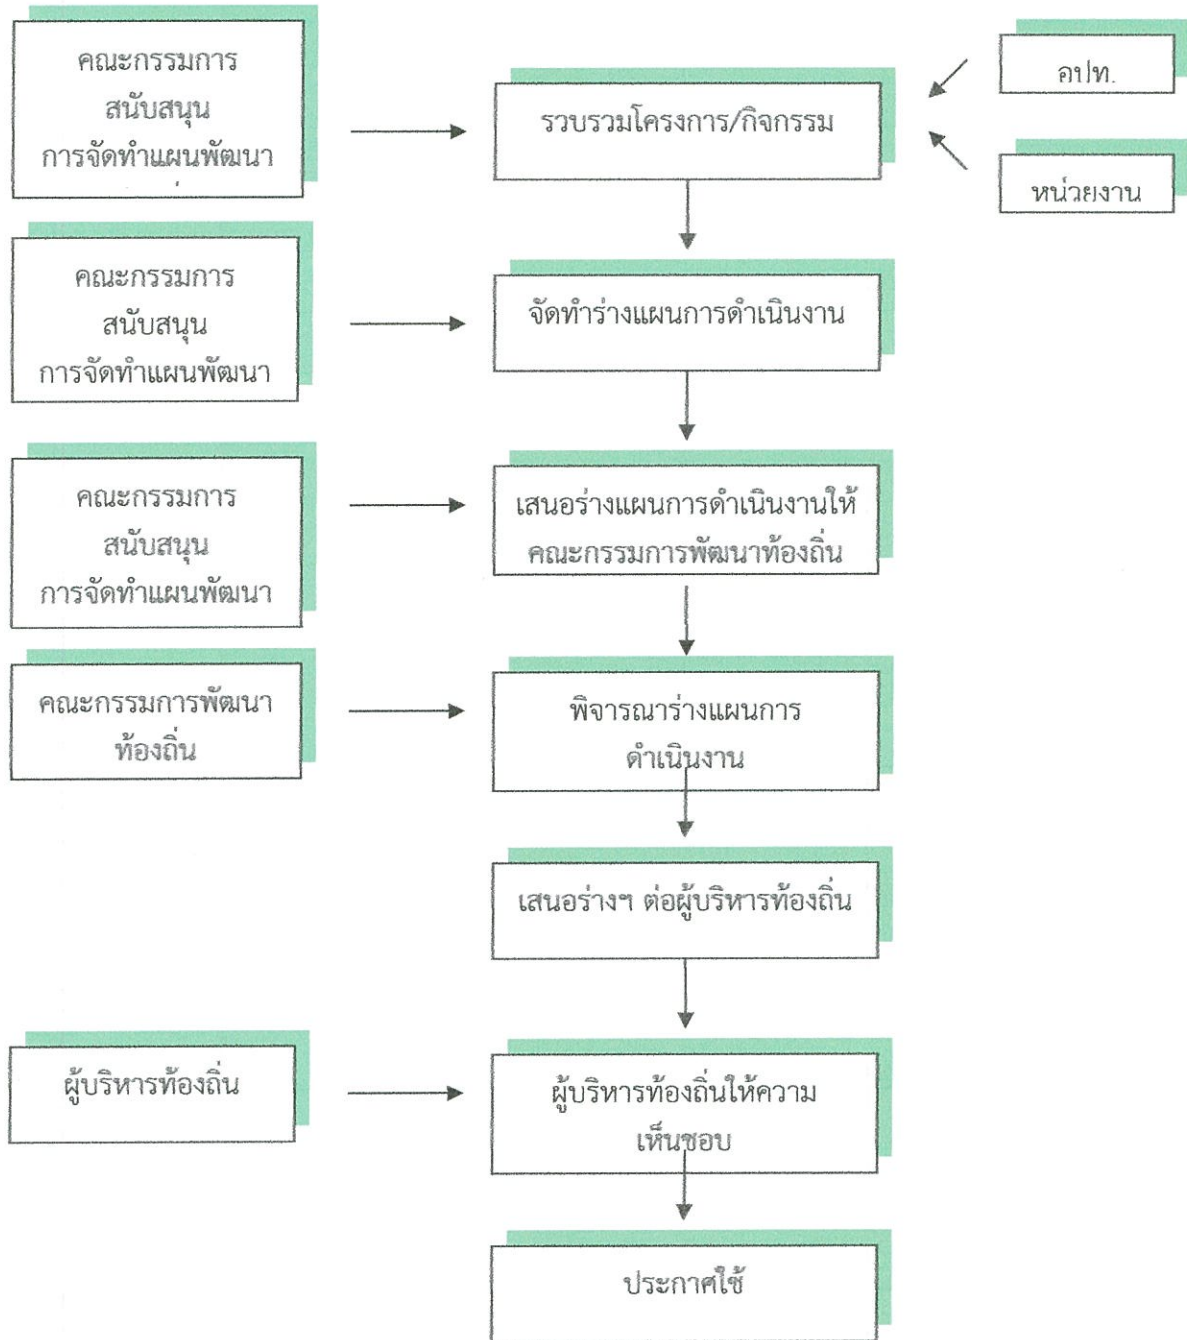 คณะกรรมการ
สนับสนุน
การจัดทำแผนพัฒนา
รวบรวมโครงการ/กิจกรรม
อปท.
หน่วยงาน
คณะกรรมการ
สนับสนุน
การจัดทำแผนพัฒนา
จัดทำร่างแผนการดำเนินงาน
คณะกรรมการ
สนับสนุน
การจัดทำแผนพัฒนา
เสนอร่างแผนการดำเนินงานให้
คณะกรรมการพัฒนาท้องถิ่น
คณะกรรมการพัฒนา
ท้องถิ่น
พิจารณาร่างแผนการ
ดำเนินงาน
เสนอร่างฯ ต่อผู้บริหารท้องถิ่น
ผู้บริหารท้องถิ่น
ผู้บริหารท้องถิ่นให้ความ
เห็นชอบ
ประกาศใช้